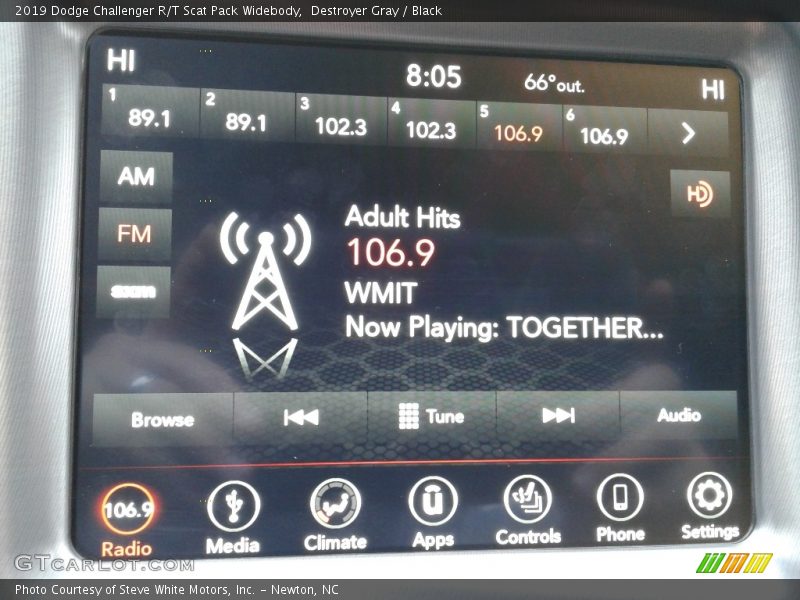 2019 Dodge Challenger R/T Scat Pack Widebody, Destroyer Gray / Black
HI 8:05 66° out. HI
1 89.1 2 89.1 3 102.3 4 102.3 5 106.9 6 106.9
AM
HD
FM
sxm
Adult Hits
106.9
WMIT
Now Playing: TOGETHER...
Browse Tune Audio
106.9
Radio Media Climate Apps Controls Phone Settings
GTCARLOT.COM
Photo Courtesy of Steve White Motors, Inc. – Newton, NC